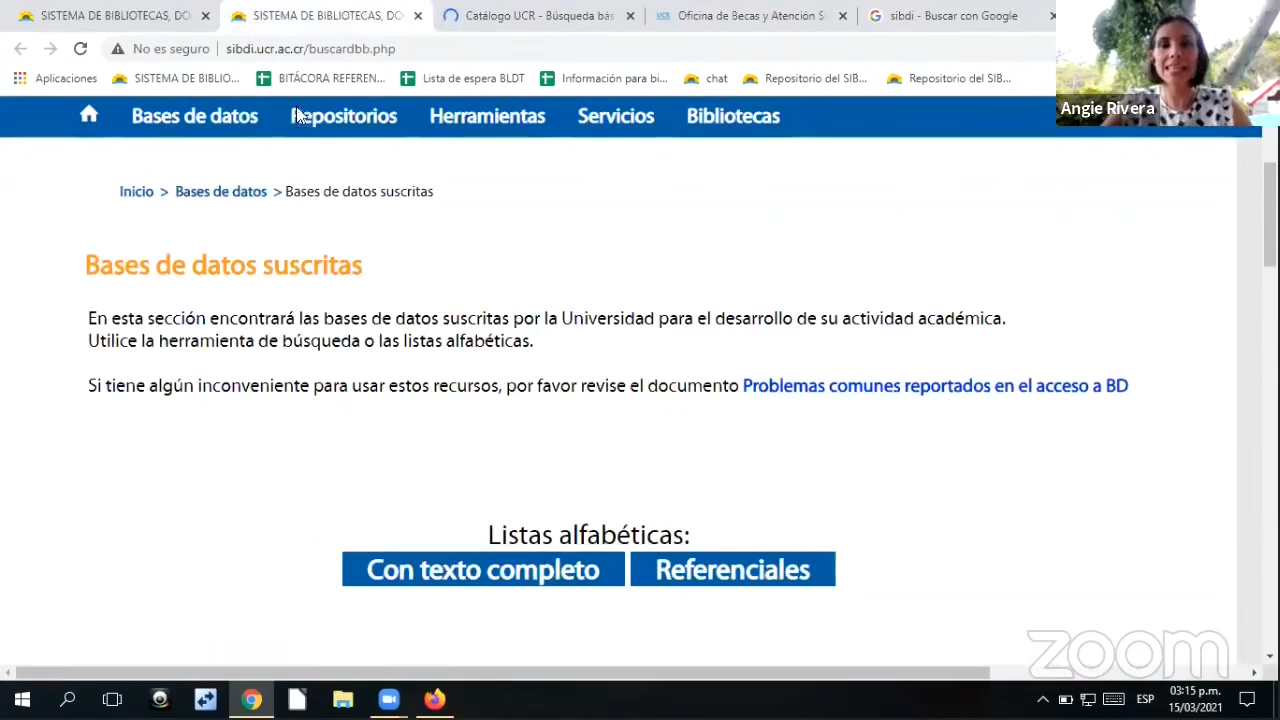 SISTEMA DE BIBLIOTECAS, DO
SISTEMA DE BIBLIOTECAS, DO
Catálogo UCR - Búsqueda bás
Oficina de Becas y Atención S
sibdi - Buscar con Google
No es seguro
sibdi.ucr.ac.cr/buscardbb.php
Aplicaciones
SISTEMA DE BIBLIO...
BITÁCORA REFEREN...
Lista de espera BLDT
Información para bi...
chat
Repositorio del SIB...
Repositorio del SIB...
Angie Rivera
Bases de datos
Repositorios
Herramientas
Servicios
Bibliotecas
Inicio > Bases de datos > Bases de datos suscritas
Bases de datos suscritas
En esta sección encontrará las bases de datos suscritas por la Universidad para el desarrollo de su actividad académica.
Utilice la herramienta de búsqueda o las listas alfabéticas.
Si tiene algún inconveniente para usar estos recursos, por favor revise el documento Problemas comunes reportados en el acceso a BD
Listas alfabéticas:
Con texto completo
Referenciales
zoom
ESP
03:15 p.m.
15/03/2021